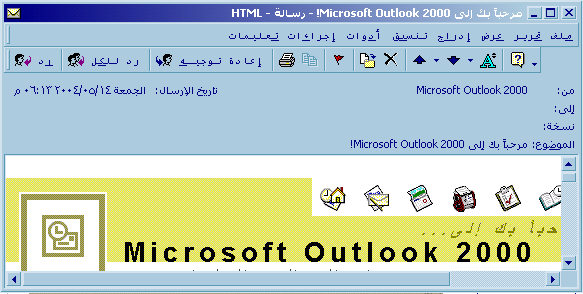 مرحباً بك إلى Microsoft Outlook 2000! - رسالة - HTML
ملف تحرير عرض إدراج تنسيق أدوات إجراءات تعليمات
رد رد للكل إعادة توجيه
من: Microsoft Outlook 2000 تاريخ الإرسال: الجمعة ٢٠٠٤/٠٥/١٤ ٠٦:١٣ م
إلى:
نسخة:
الموضوع: مرحباً بك إلى Microsoft Outlook 2000!
حباً بك إلى...
Microsoft Outlook 2000